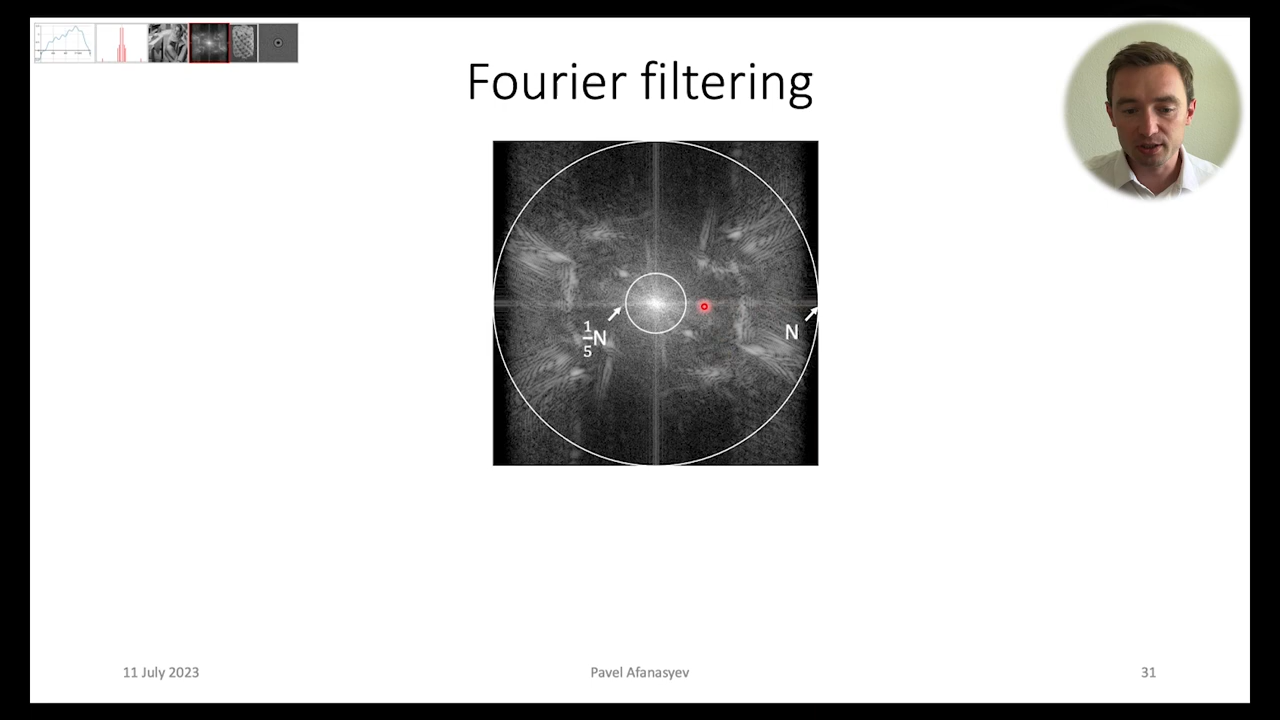 Fourier filtering
1/5 N
N
11 July 2023
Pavel Afanasyev
31